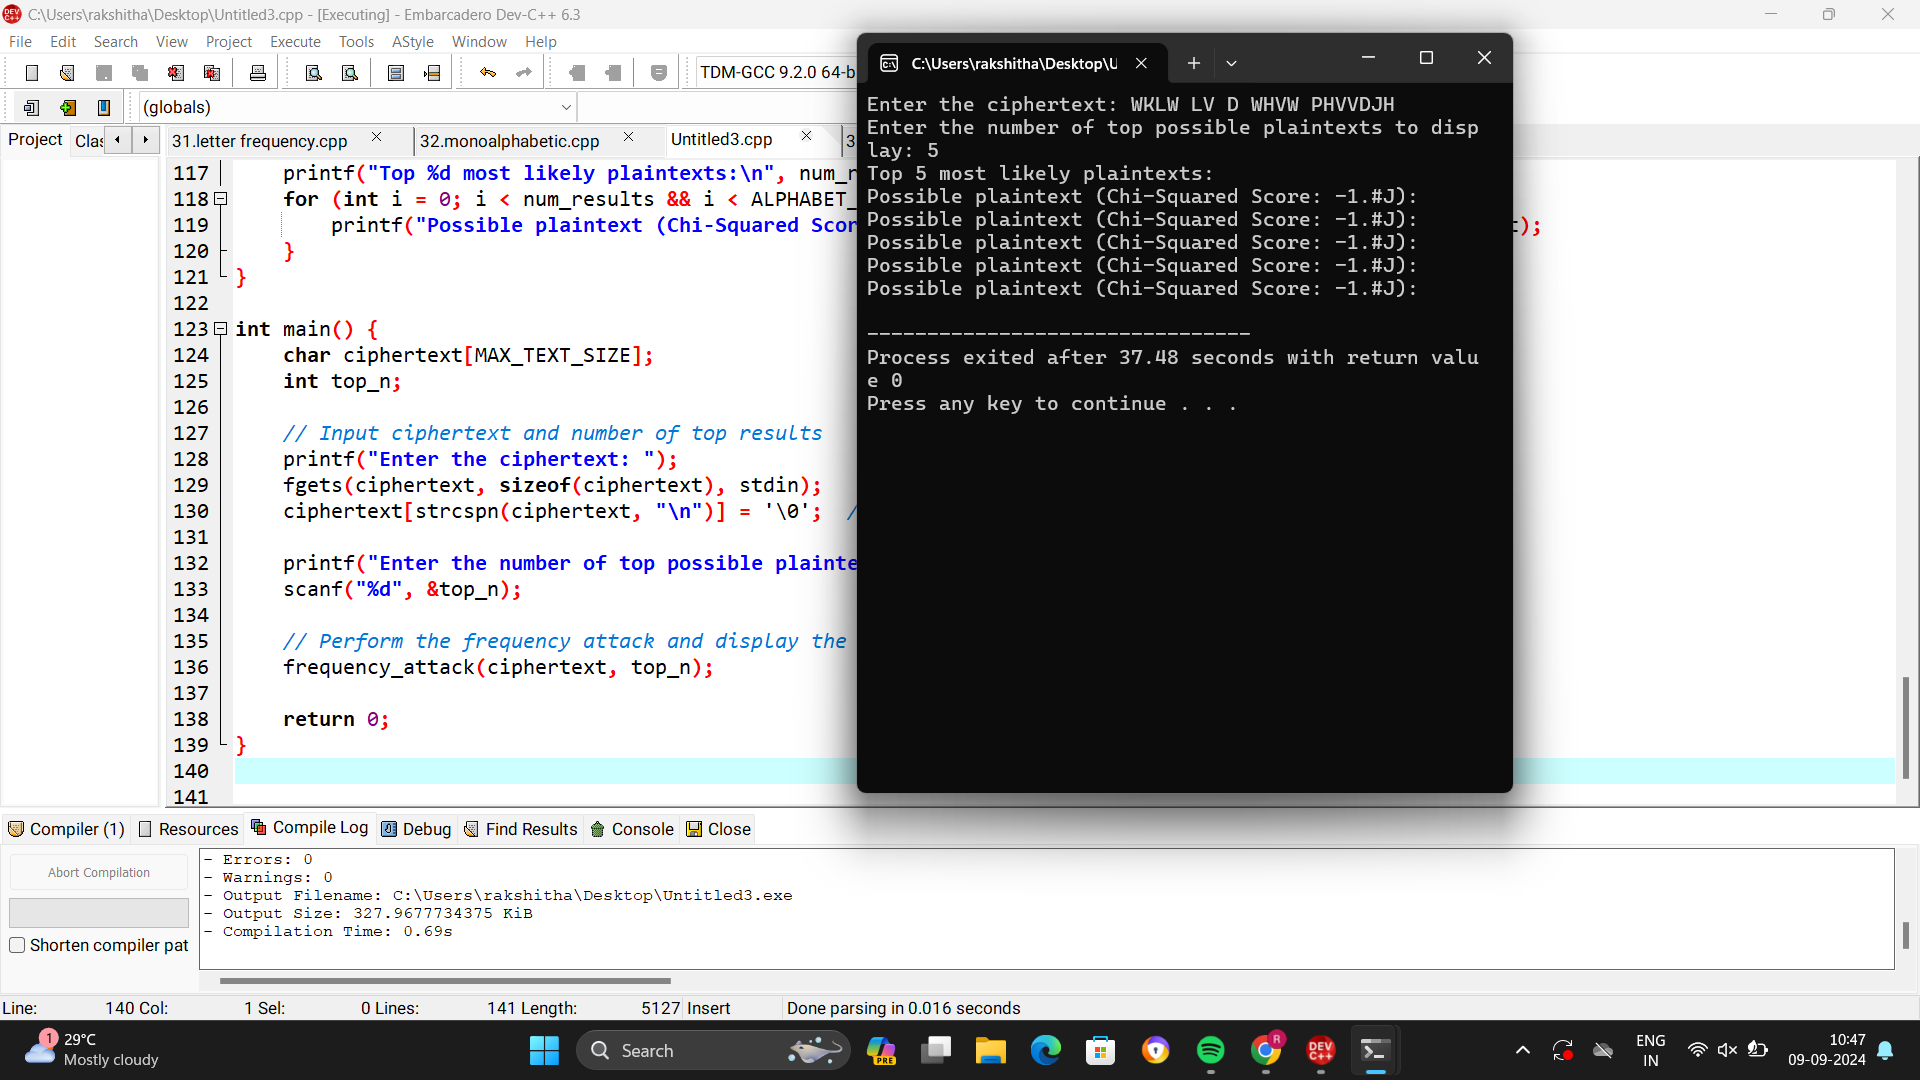 C:\Users\rakshitha\Desktop\Untitled3.cpp - [Executing] - Embarcadero Dev-C++ 6.3
File Edit Search View Project Execute Tools AStyle Window Help
TDM-GCC 9.2.0 64-b
(globals)
Project Clas 31.letter frequency.cpp 32.monoalphabetic.cpp Untitled3.cpp 3
117 printf("Top %d most likely plaintexts:\n", num_r
118 for (int i = 0; i < num_results && i < ALPHABET_
119 printf("Possible plaintext (Chi-Squared Scor t);
120 }
121 }
122
123 int main() {
124 char ciphertext[MAX_TEXT_SIZE];
125 int top_n;
126
127 // Input ciphertext and number of top results
128 printf("Enter the ciphertext: ");
129 fgets(ciphertext, sizeof(ciphertext), stdin);
130 ciphertext[strcspn(ciphertext, "\n")] = '\0'; /
131
132 printf("Enter the number of top possible plainte
133 scanf("%d", &top_n);
134
135 // Perform the frequency attack and display the
136 frequency_attack(ciphertext, top_n);
137
138 return 0;
139 }
140
141
C:\Users\rakshitha\Desktop\U
Enter the ciphertext: WKLW LV D WHVW PHVVDJH
Enter the number of top possible plaintexts to disp
lay: 5
Top 5 most likely plaintexts:
Possible plaintext (Chi-Squared Score: -1.#J):
Possible plaintext (Chi-Squared Score: -1.#J):
Possible plaintext (Chi-Squared Score: -1.#J):
Possible plaintext (Chi-Squared Score: -1.#J):
Possible plaintext (Chi-Squared Score: -1.#J):
--------------------------------
Process exited after 37.48 seconds with return valu
e 0
Press any key to continue . . .
Compiler (1) Resources Compile Log Debug Find Results Console Close
Abort Compilation
Shorten compiler pat
- Errors: 0
- Warnings: 0
- Output Filename: C:\Users\rakshitha\Desktop\Untitled3.exe
- Output Size: 327.9677734375 KiB
- Compilation Time: 0.69s
Line: 140 Col: 1 Sel: 0 Lines: 141 Length: 5127 Insert Done parsing in 0.016 seconds
1
29°C
Mostly cloudy
Search
PRE
R
DEV C++
ENG
IN
10:47
09-09-2024